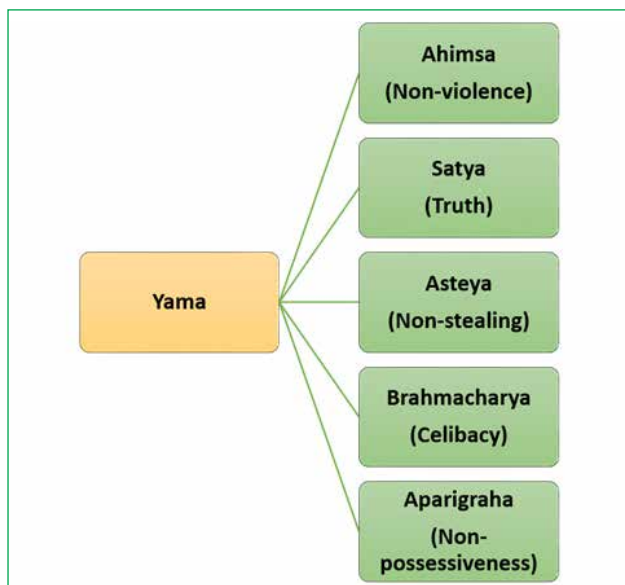 Ahimsa
(Non-violence)
Satya
(Truth)
Yama
Asteya
(Non-stealing)
Brahmacharya
(Celibacy)
Aparigraha
(Non-
possessiveness)